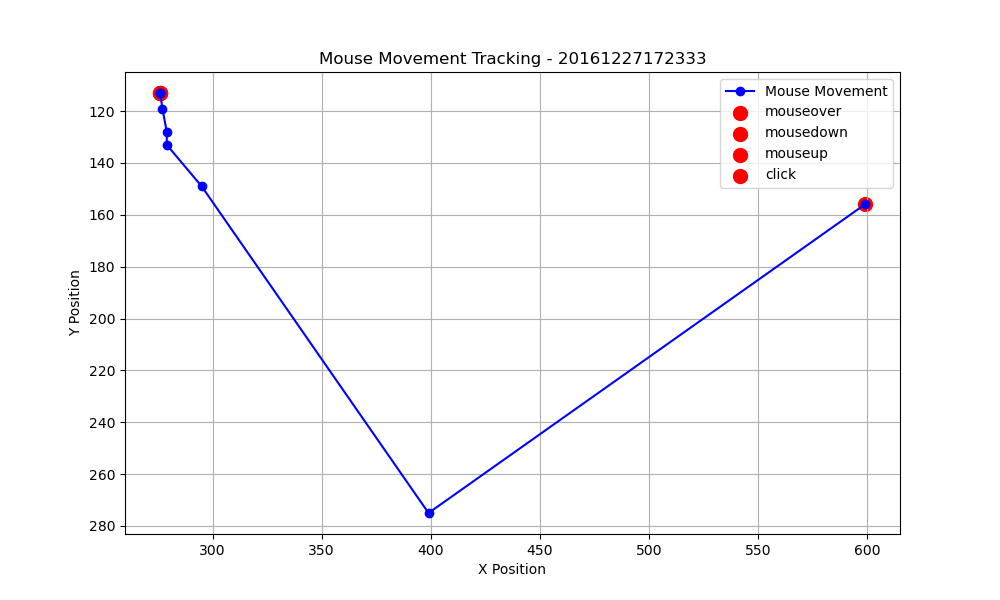 Mouse Movement Tracking - 20161227172333
Mouse Movement
mouseover
mousedown
mouseup
click
120
140
160
180
200
220
240
260
280
Y Position
300 350 400 450 500 550 600
X Position